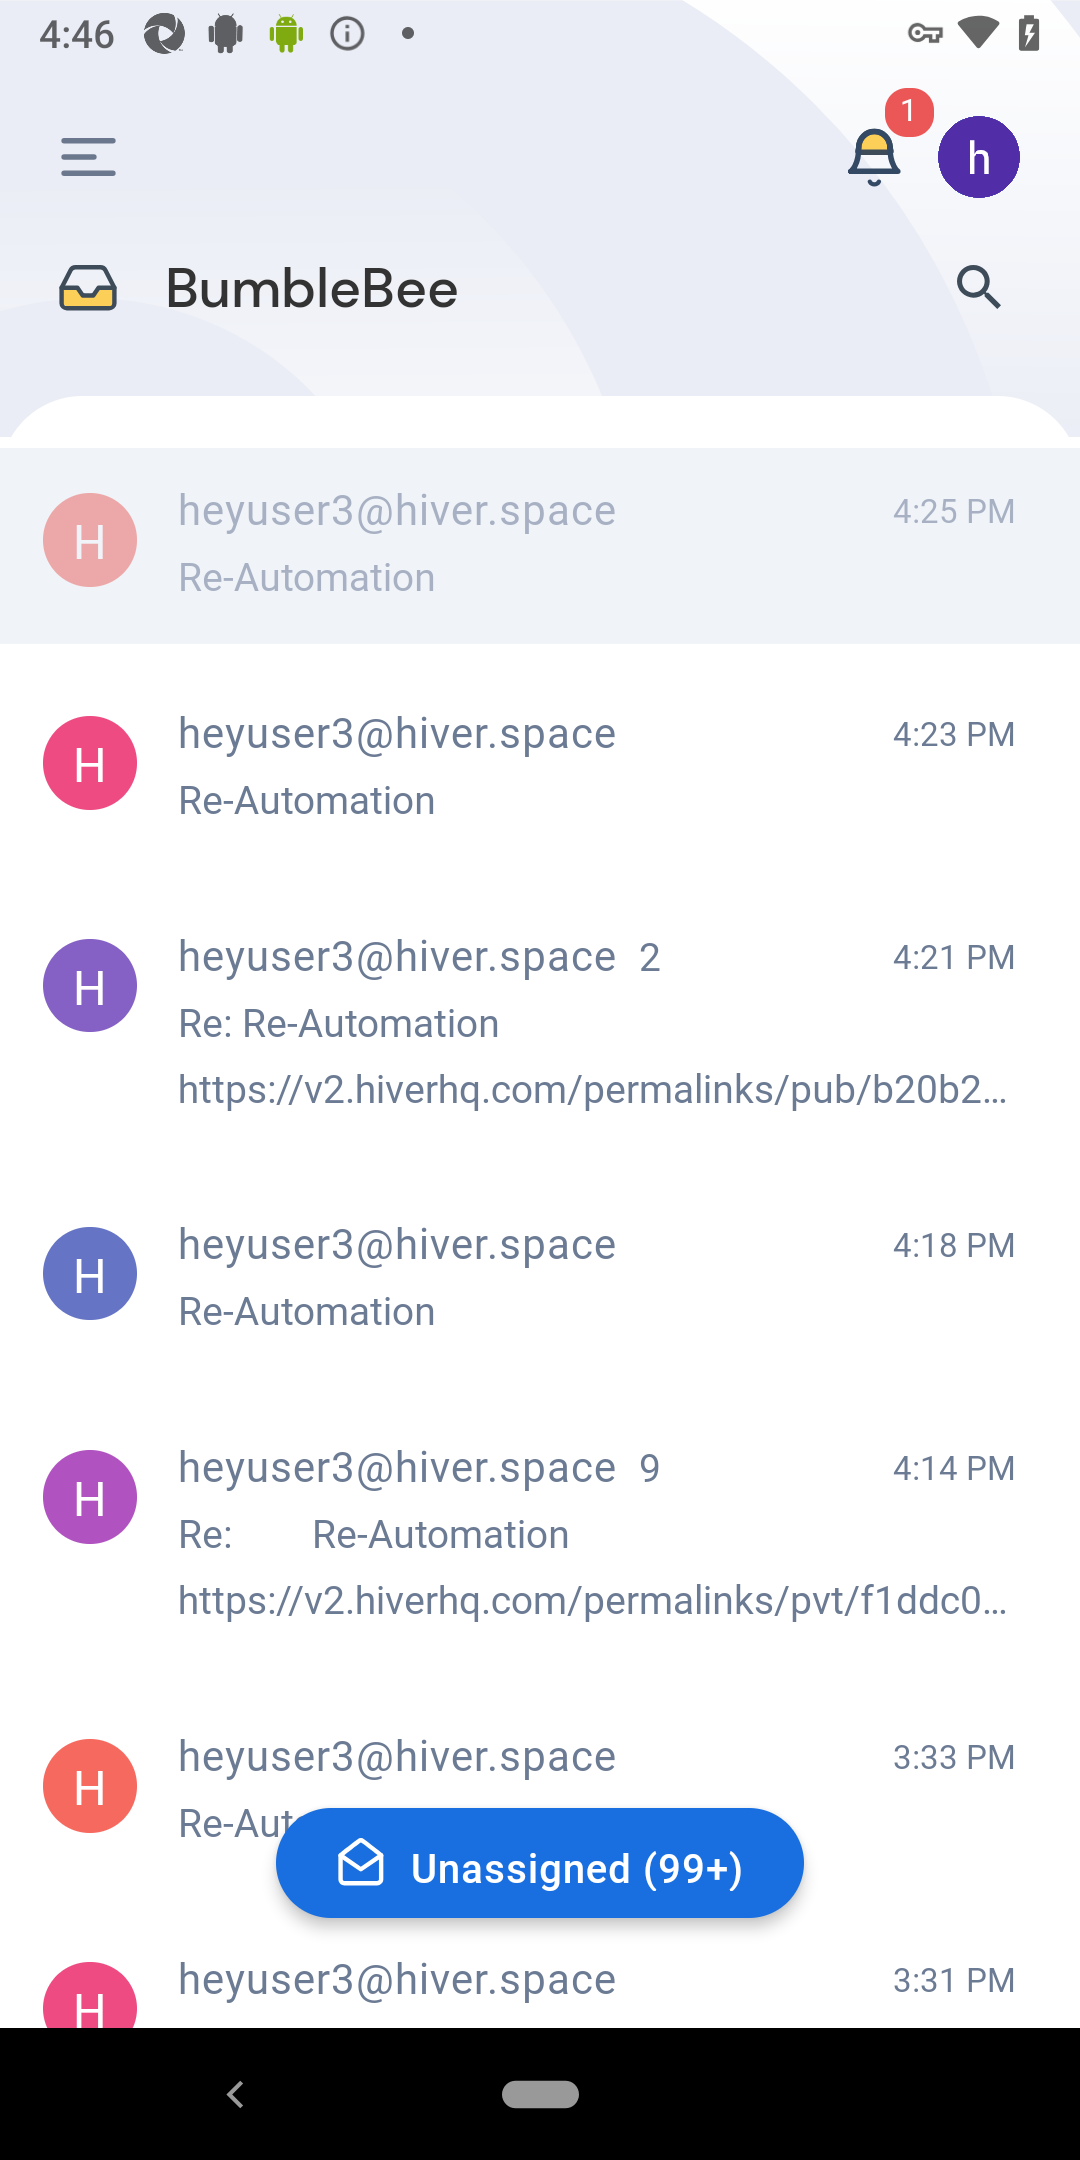 4:46
1
h
BumbleBee
H
heyuser3@hiver.space
4:25 PM
Re-Automation
H
heyuser3@hiver.space
4:23 PM
Re-Automation
H
heyuser3@hiver.space 2
4:21 PM
Re: Re-Automation
https://v2.hiverhq.com/permalinks/pub/b20b2...
H
heyuser3@hiver.space
4:18 PM
Re-Automation
H
heyuser3@hiver.space 9
4:14 PM
Re: Re-Automation
https://v2.hiverhq.com/permalinks/pvt/f1ddc0...
H
heyuser3@hiver.space
3:33 PM
Re-Aut
Unassigned (99+)
H
heyuser3@hiver.space
3:31 PM